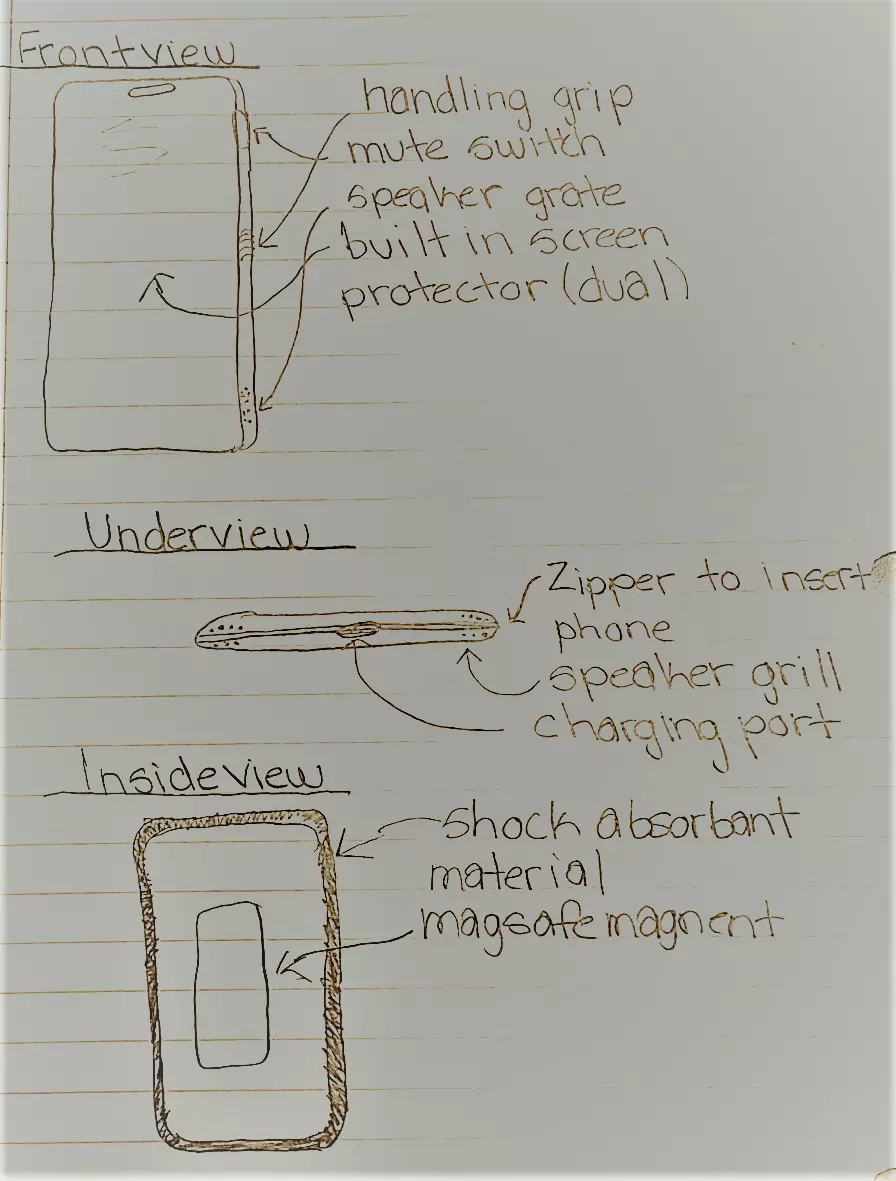 Frontview
handling grip
mute switch
speaker grate
built in screen
protector (dual)
Underview
Zipper to insert
phone
speaker grill
charging port
Insideview
shock absorbant
material
magsafe magnent